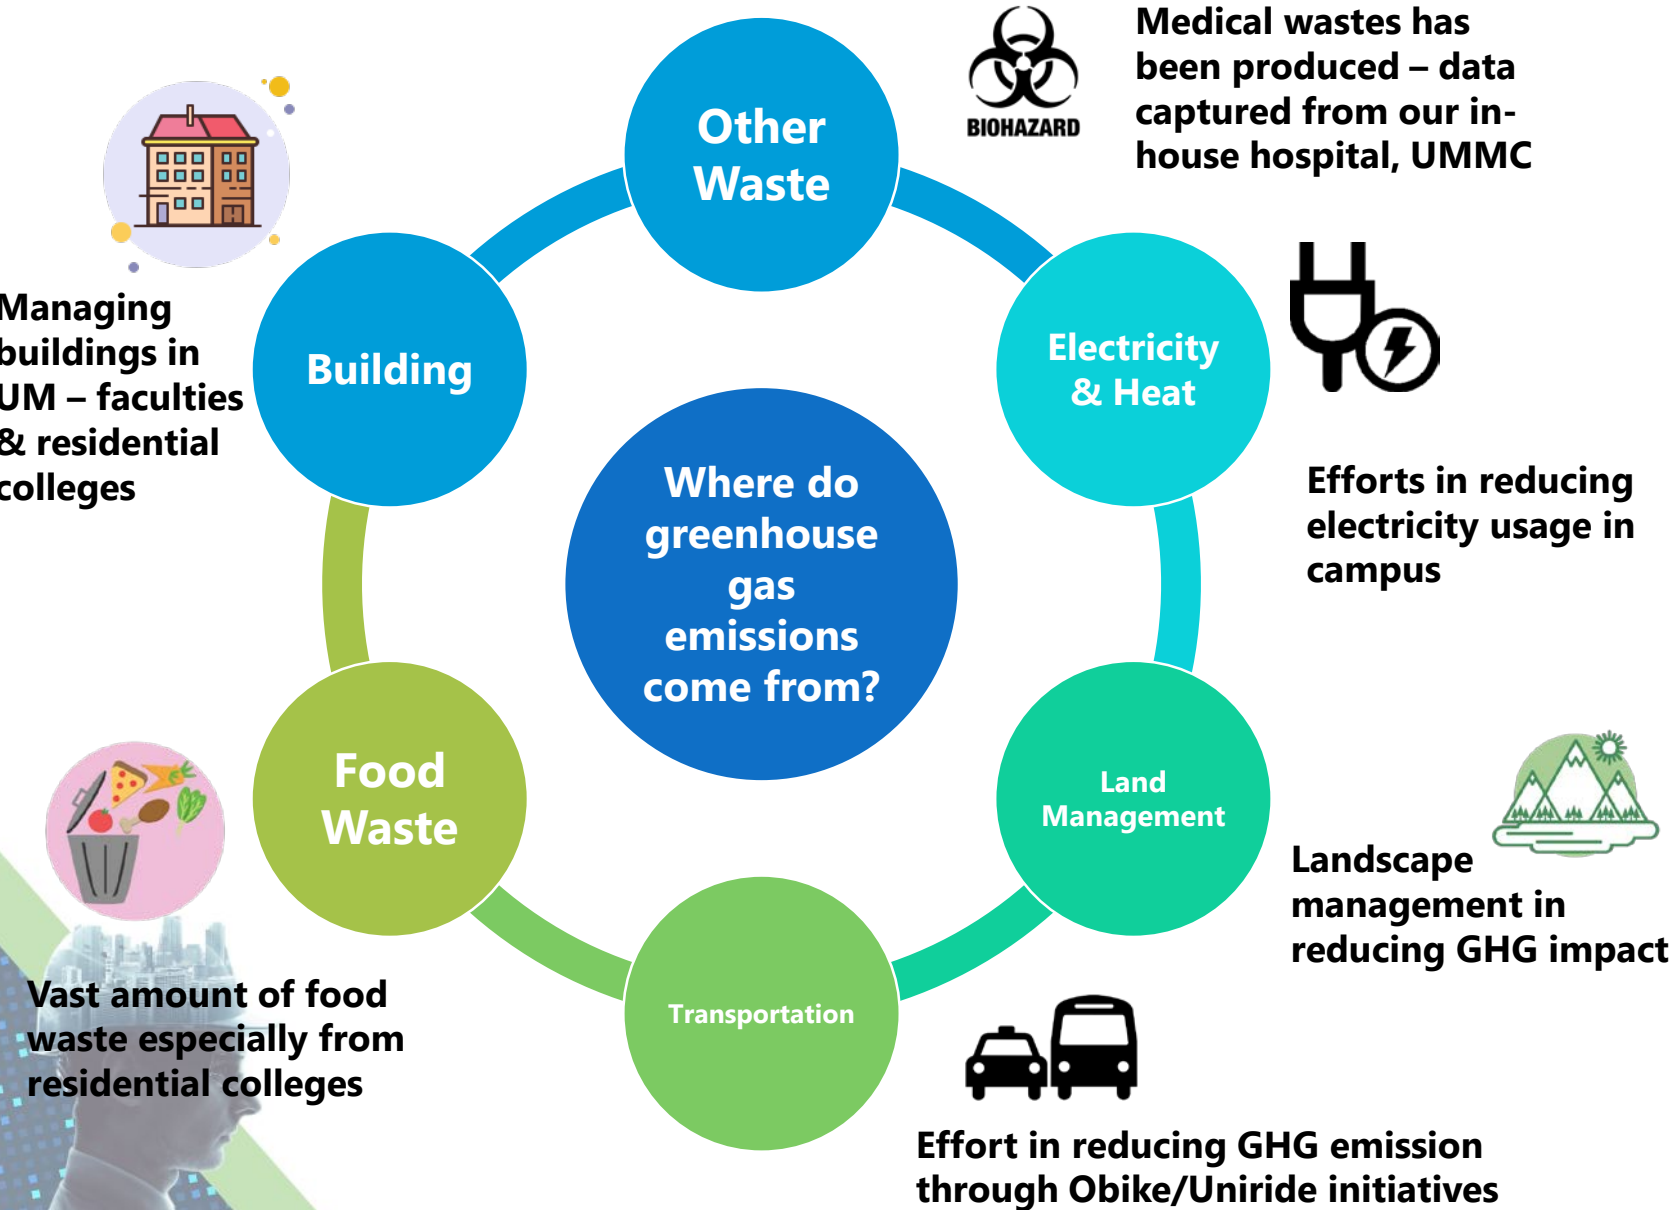 Medical wastes has
been produced – data
captured from our in-
house hospital, UMMC
BIOHAZARD
Other
Waste
Electricity
& Heat
Efforts in reducing
electricity usage in
campus
Building
Managing
buildings in
UM – faculties
& residential
colleges
Where do
greenhouse
gas
emissions
come from?
Land
Management
Landscape
management in
reducing GHG impact
Food
Waste
Vast amount of food
waste especially from
residential colleges
Transportation
Effort in reducing GHG emission
through Obike/Uniride initiatives